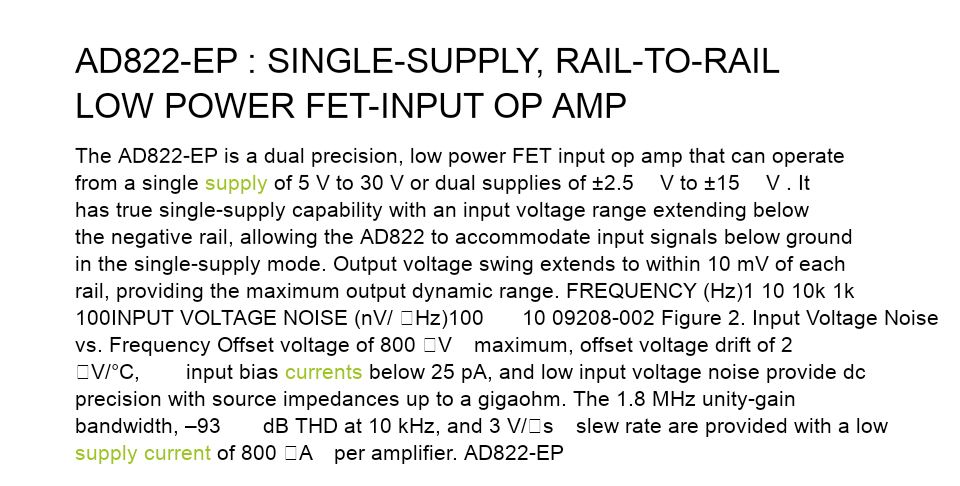 AD822-EP : SINGLE-SUPPLY, RAIL-TO-RAIL
LOW POWER FET-INPUT OP AMP
The AD822-EP is a dual precision, low power FET input op amp that can operate
from a single supply of 5 V to 30 V or dual supplies of ±2.5 V to ±15 V . It
has true single-supply capability with an input voltage range extending below
the negative rail, allowing the AD822 to accommodate input signals below ground
in the single-supply mode. Output voltage swing extends to within 10 mV of each
rail, providing the maximum output dynamic range. FREQUENCY (Hz)1 10 10k 1k
100INPUT VOLTAGE NOISE (nV/ □Hz)100 10 09208-002 Figure 2. Input Voltage Noise
vs. Frequency Offset voltage of 800 □V maximum, offset voltage drift of 2
□V/°C, input bias currents below 25 pA, and low input voltage noise provide dc
precision with source impedances up to a gigaohm. The 1.8 MHz unity-gain
bandwidth, –93 dB THD at 10 kHz, and 3 V/□s slew rate are provided with a low
supply current of 800 □A per amplifier. AD822-EP